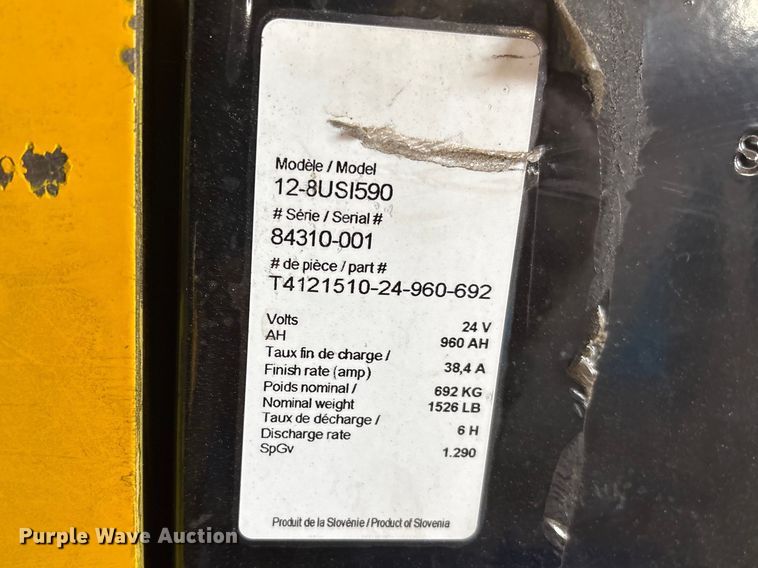 Modèle / Model
12-8USI590
# Série / Serial #
84310-001
# de pièce / part #
T4121510-24-960-692
Volts 24 V
AH 960 AH
Taux fin de charge /
Finish rate (amp) 38,4 A
Poids nominal / 692 KG
Nominal weight 1526 LB
Taux de décharge /
Discharge rate 6 H
SpGv 1.290
Produit de la Slovénie / Product of Slovenia
S
Purple Wave Auction